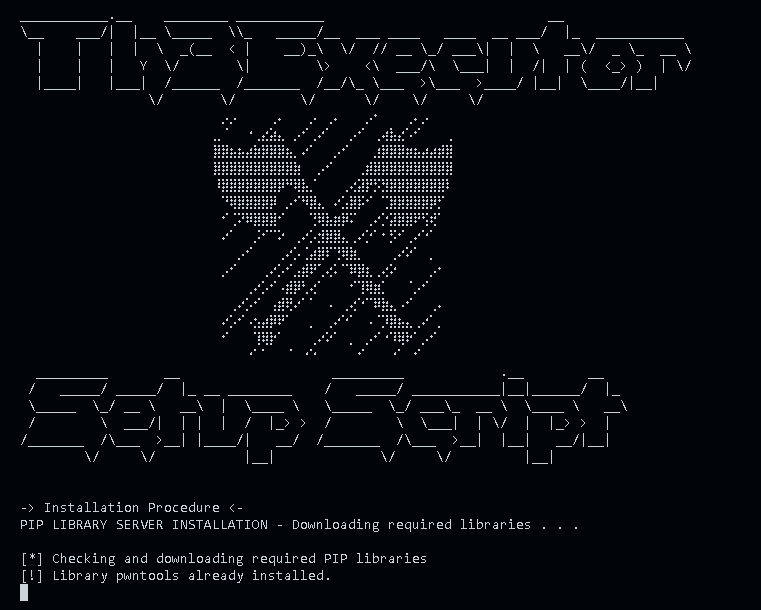 Th3Executor
Setup Script
-> Installation Procedure <-
PIP LIBRARY SERVER INSTALLATION - Downloading required libraries . . .
[*] Checking and downloading required PIP libraries
[!] Library pwntools already installed.